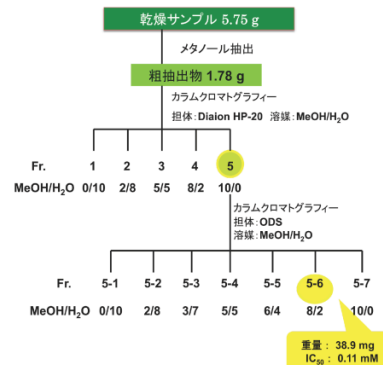 乾燥サンプル 5.75 g
メタノール抽出
粗抽出物 1.78 g
カラムクロマトグラフィー
担体：Diaion HP-20 溶媒：MeOH/H₂O
Fr. 1 2 3 4 5
MeOH/H₂O 0/10 2/8 5/5 8/2 10/0
カラムクロマトグラフィー
担体：ODS
溶媒：MeOH/H₂O
Fr. 5-1 5-2 5-3 5-4 5-5 5-6 5-7
MeOH/H₂O 0/10 2/8 3/7 5/5 6/4 8/2 10/0
重量： 38.9 mg
IC₅₀ : 0.11 mM